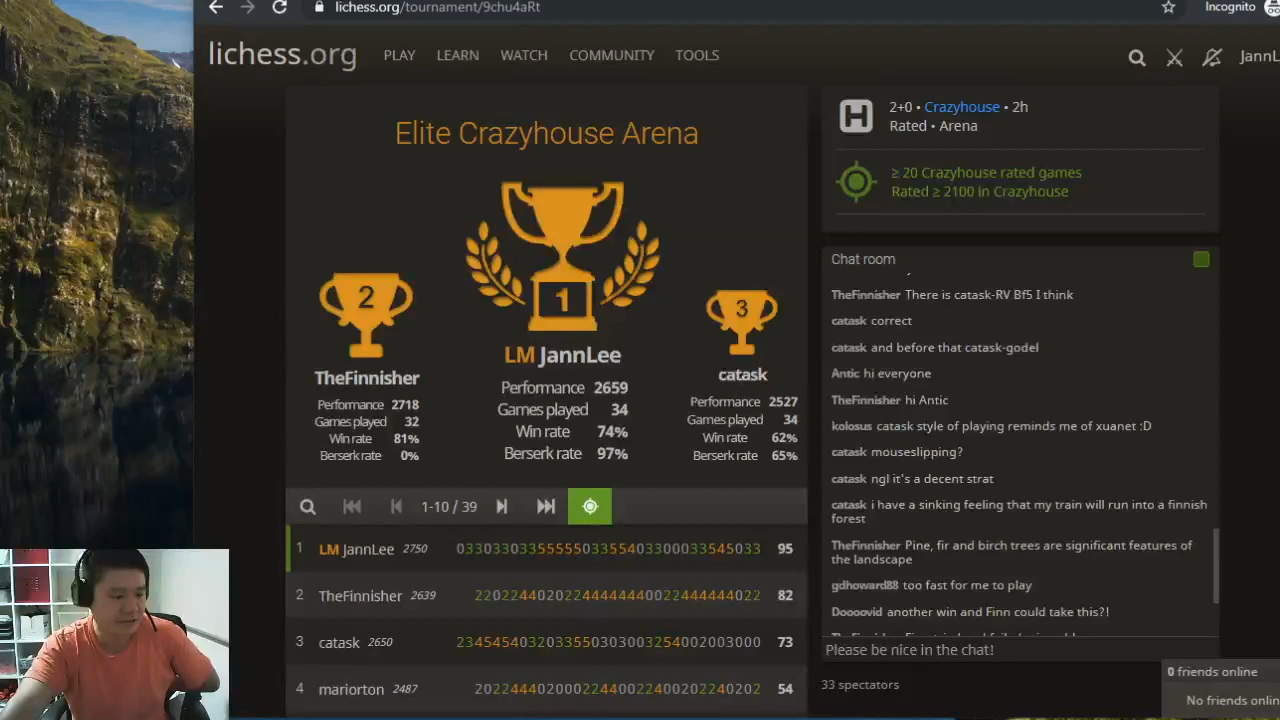 lichess.org/tournament/9chu4aRt
Incognito
lichess.org
PLAY
LEARN
WATCH
COMMUNITY
TOOLS
JannL
Elite Crazyhouse Arena
2
1
3
TheFinnisher
Performance 2718
Games played 32
Win rate 81%
Berserk rate 0%
LM JannLee
Performance 2659
Games played 34
Win rate 74%
Berserk rate 97%
catask
Performance 2527
Games played 34
Win rate 62%
Berserk rate 65%
1-10 / 39
1 LM JannLee 2750 0330330335555503355403300033545033 95
2 TheFinnisher 2639 95
3 catask 2650 2345454032033550303003254002003000 73
4 mariorton 2487 54
2+0 • Crazyhouse • 2h
Rated • Arena
≥ 20 Crazyhouse rated games
Rated ≥ 2100 in Crazyhouse
Chat room
TheFinnisher There is catask-RV Bf5 I think
catask correct
catask and before that catask-godel
Antic hi everyone
TheFinnisher hi Antic
kolosus catask style of playing reminds me of xuanet :D
catask mouseslipping?
catask ngl it's a decent strat
catask i have a sinking feeling that my train will run into a finnish
forest
TheFinnisher Pine, fir and birch trees are significant features of
the landscape
gdhoward88 too fast for me to play
Doooovid another win and Finn could take this?!
Please be nice in the chat!
33 spectators
0 friends online
No friends onlin